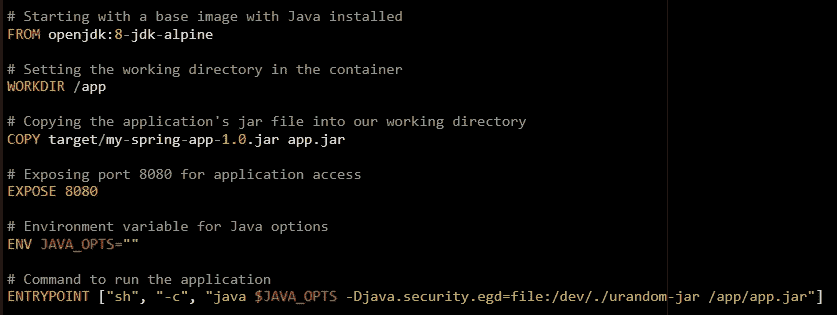 # Starting with a base image with Java installed
FROM openjdk:8-jdk-alpine
# Setting the working directory in the container
WORKDIR /app
# Copying the application's jar file into our working directory
COPY target/my-spring-app-1.0.jar app.jar
# Exposing port 8080 for application access
EXPOSE 8080
# Environment variable for Java options
ENV JAVA_OPTS=""
# Command to run the application
ENTRYPOINT ["sh", "-c", "java $JAVA_OPTS -Djava.security.egd=file:/dev/./urandom-jar /app/app.jar"]